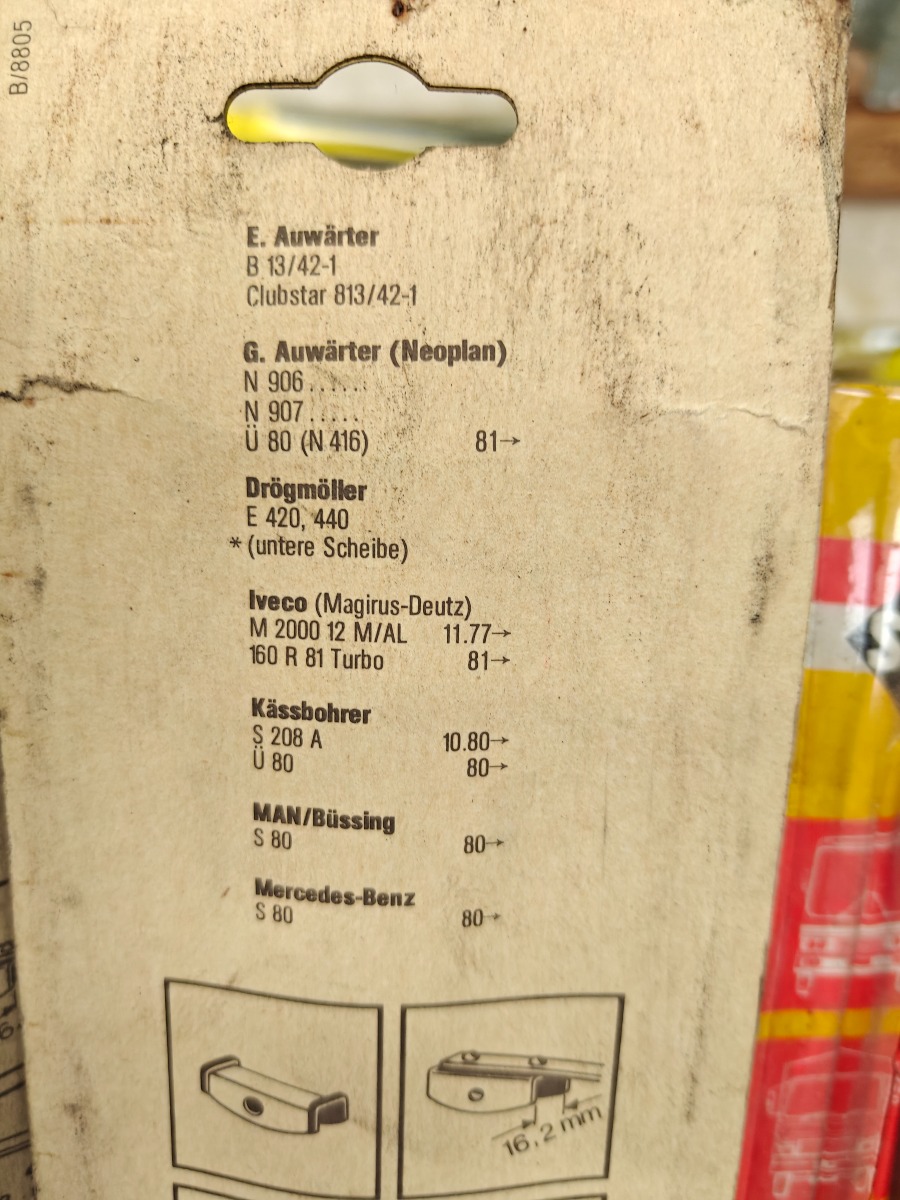 B/8805
E. Auwärter
B 13/42-1
Clubstar 813/42-1
G. Auwärter (Neoplan)
N 906......
N 907.....
Ü 80 (N 416) 81→
Drögmöller
E 420, 440
* (untere Scheibe)
Iveco (Magirus-Deutz)
M 2000 12 M/AL 11.77→
160 R 81 Turbo 81→
Kässbohrer
S 208 A 10.80→
Ü 80 80→
MAN/Büssing
S 80 80→
Mercedes-Benz
S 80 80→
16,2 mm